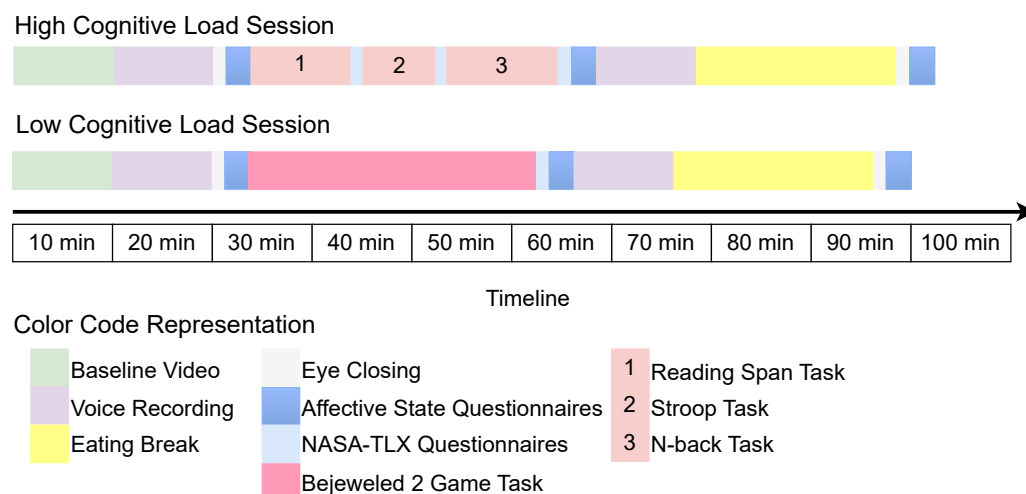 High Cognitive Load Session
1 2 3
Low Cognitive Load Session
10 min 20 min 30 min 40 min 50 min 60 min 70 min 80 min 90 min 100 min
Timeline
Color Code Representation
Baseline Video Eye Closing 1 Reading Span Task
Voice Recording Affective State Questionnaires 2 Stroop Task
Eating Break NASA-TLX Questionnaires 3 N-back Task
Bejeweled 2 Game Task